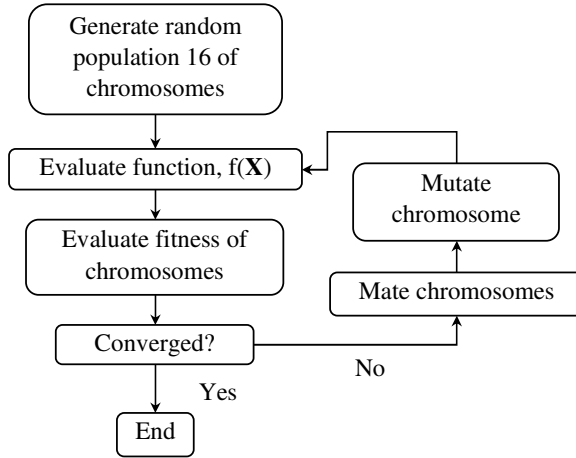 Generate random
population 16 of
chromosomes
Evaluate function, f(X)
Evaluate fitness of
chromosomes
Converged?
Yes
End
No
Mate chromosomes
Mutate
chromosome